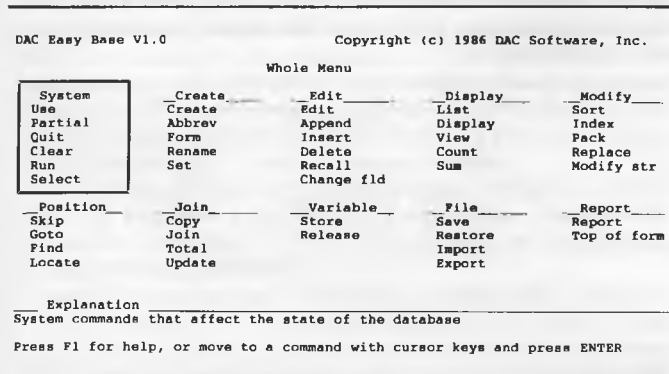 DAC Easy Base V1.0 Copyright (c) 1986 DAC Software, Inc.
Whole Menu
System Create Edit Display Modify
Use Create Edit List Sort
Partial Abbrev Append Display Index
Quit Form Insert View Pack
Clear Rename Delete Count Replace
Run Set Recall Sum Modify str
Select Change fld
Position Join Variable File Report
Skip Copy Store Save Report
Goto Join Release Restore Top of form
Find Total Import
Locate Update Export
Explanation
System commands that affect the state of the database
Press F1 for help, or move to a command with cursor keys and press ENTER